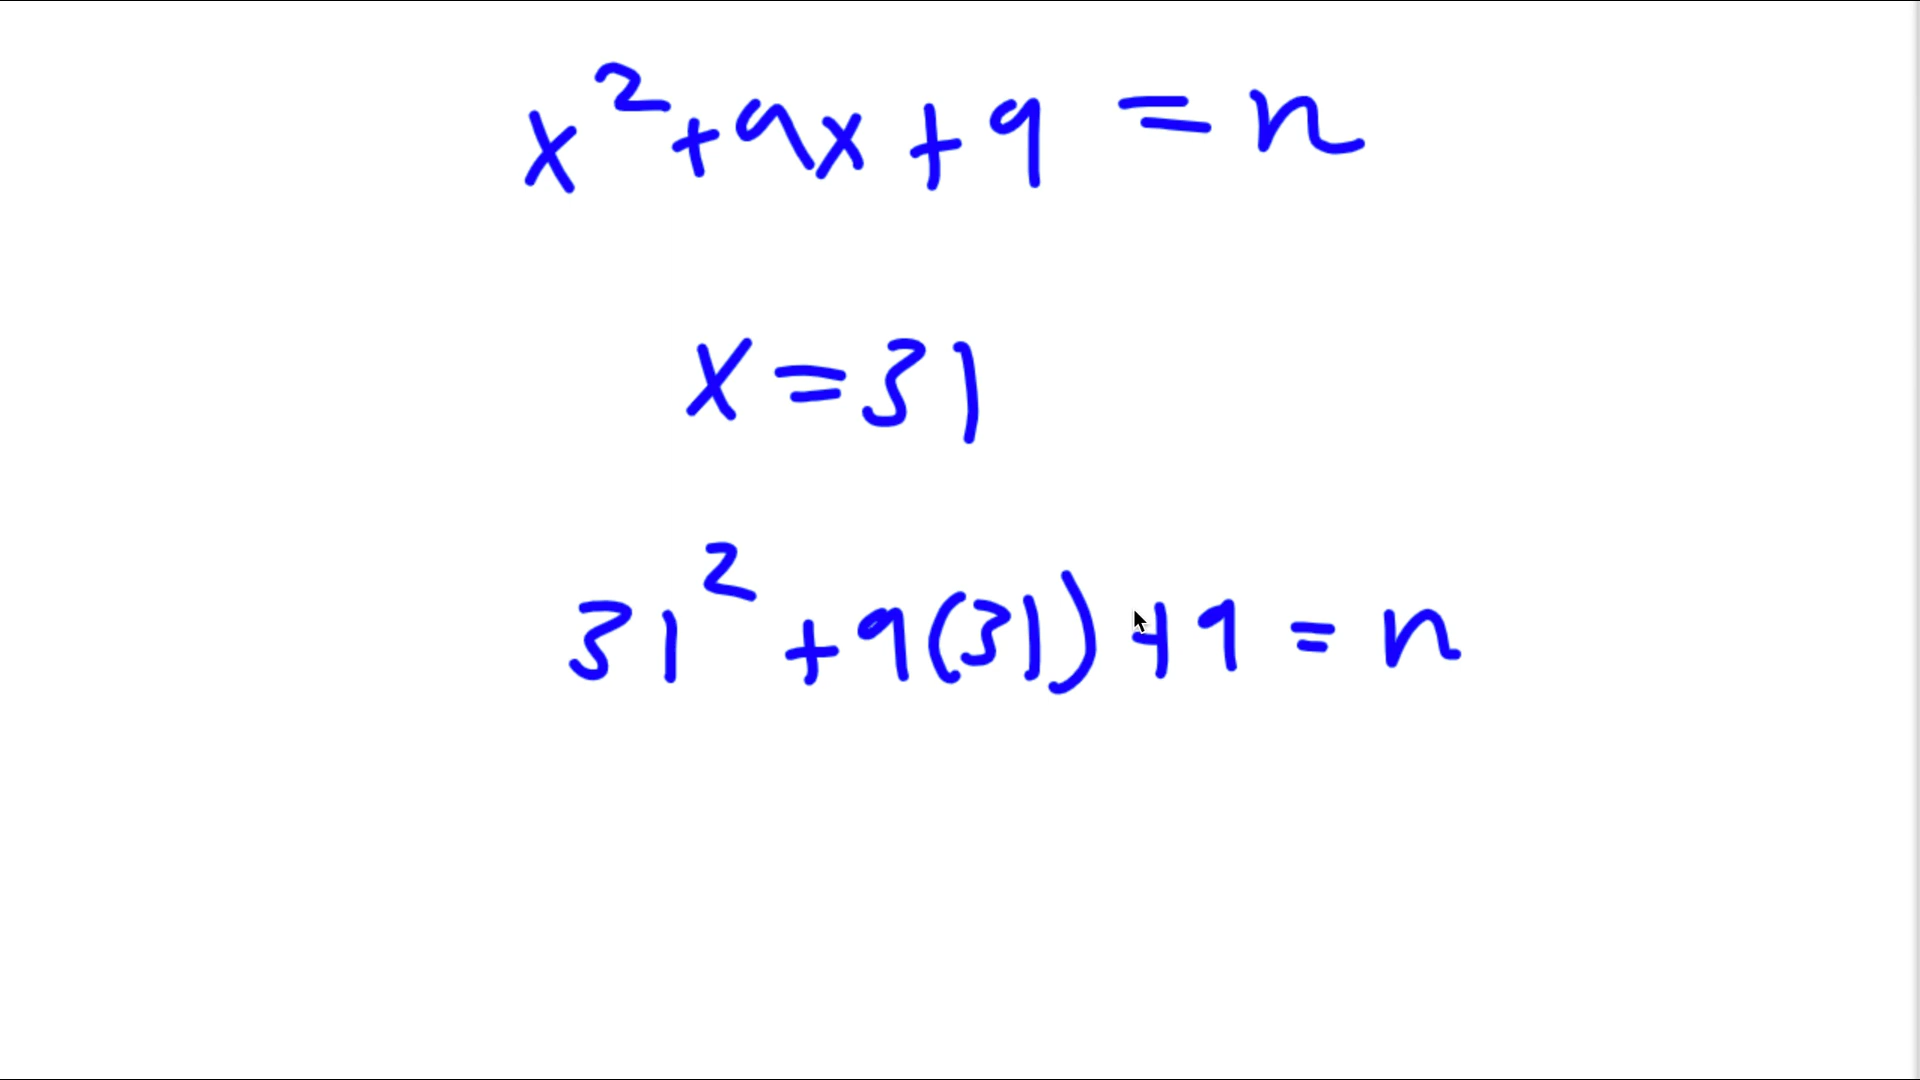 x²+9x+9 = n
x=31
31²+9(31)+9 = n